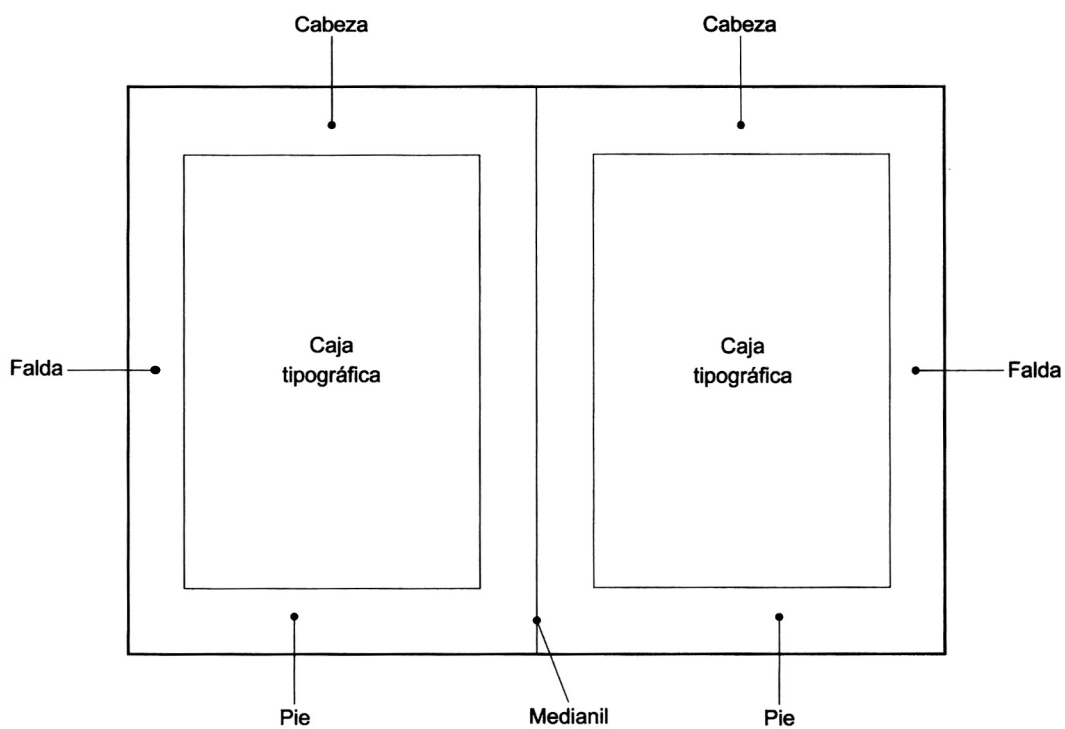 Cabeza
Cabeza
Caja
tipográfica
Caja
tipográfica
Falda
Falda
Pie
Medianil
Pie